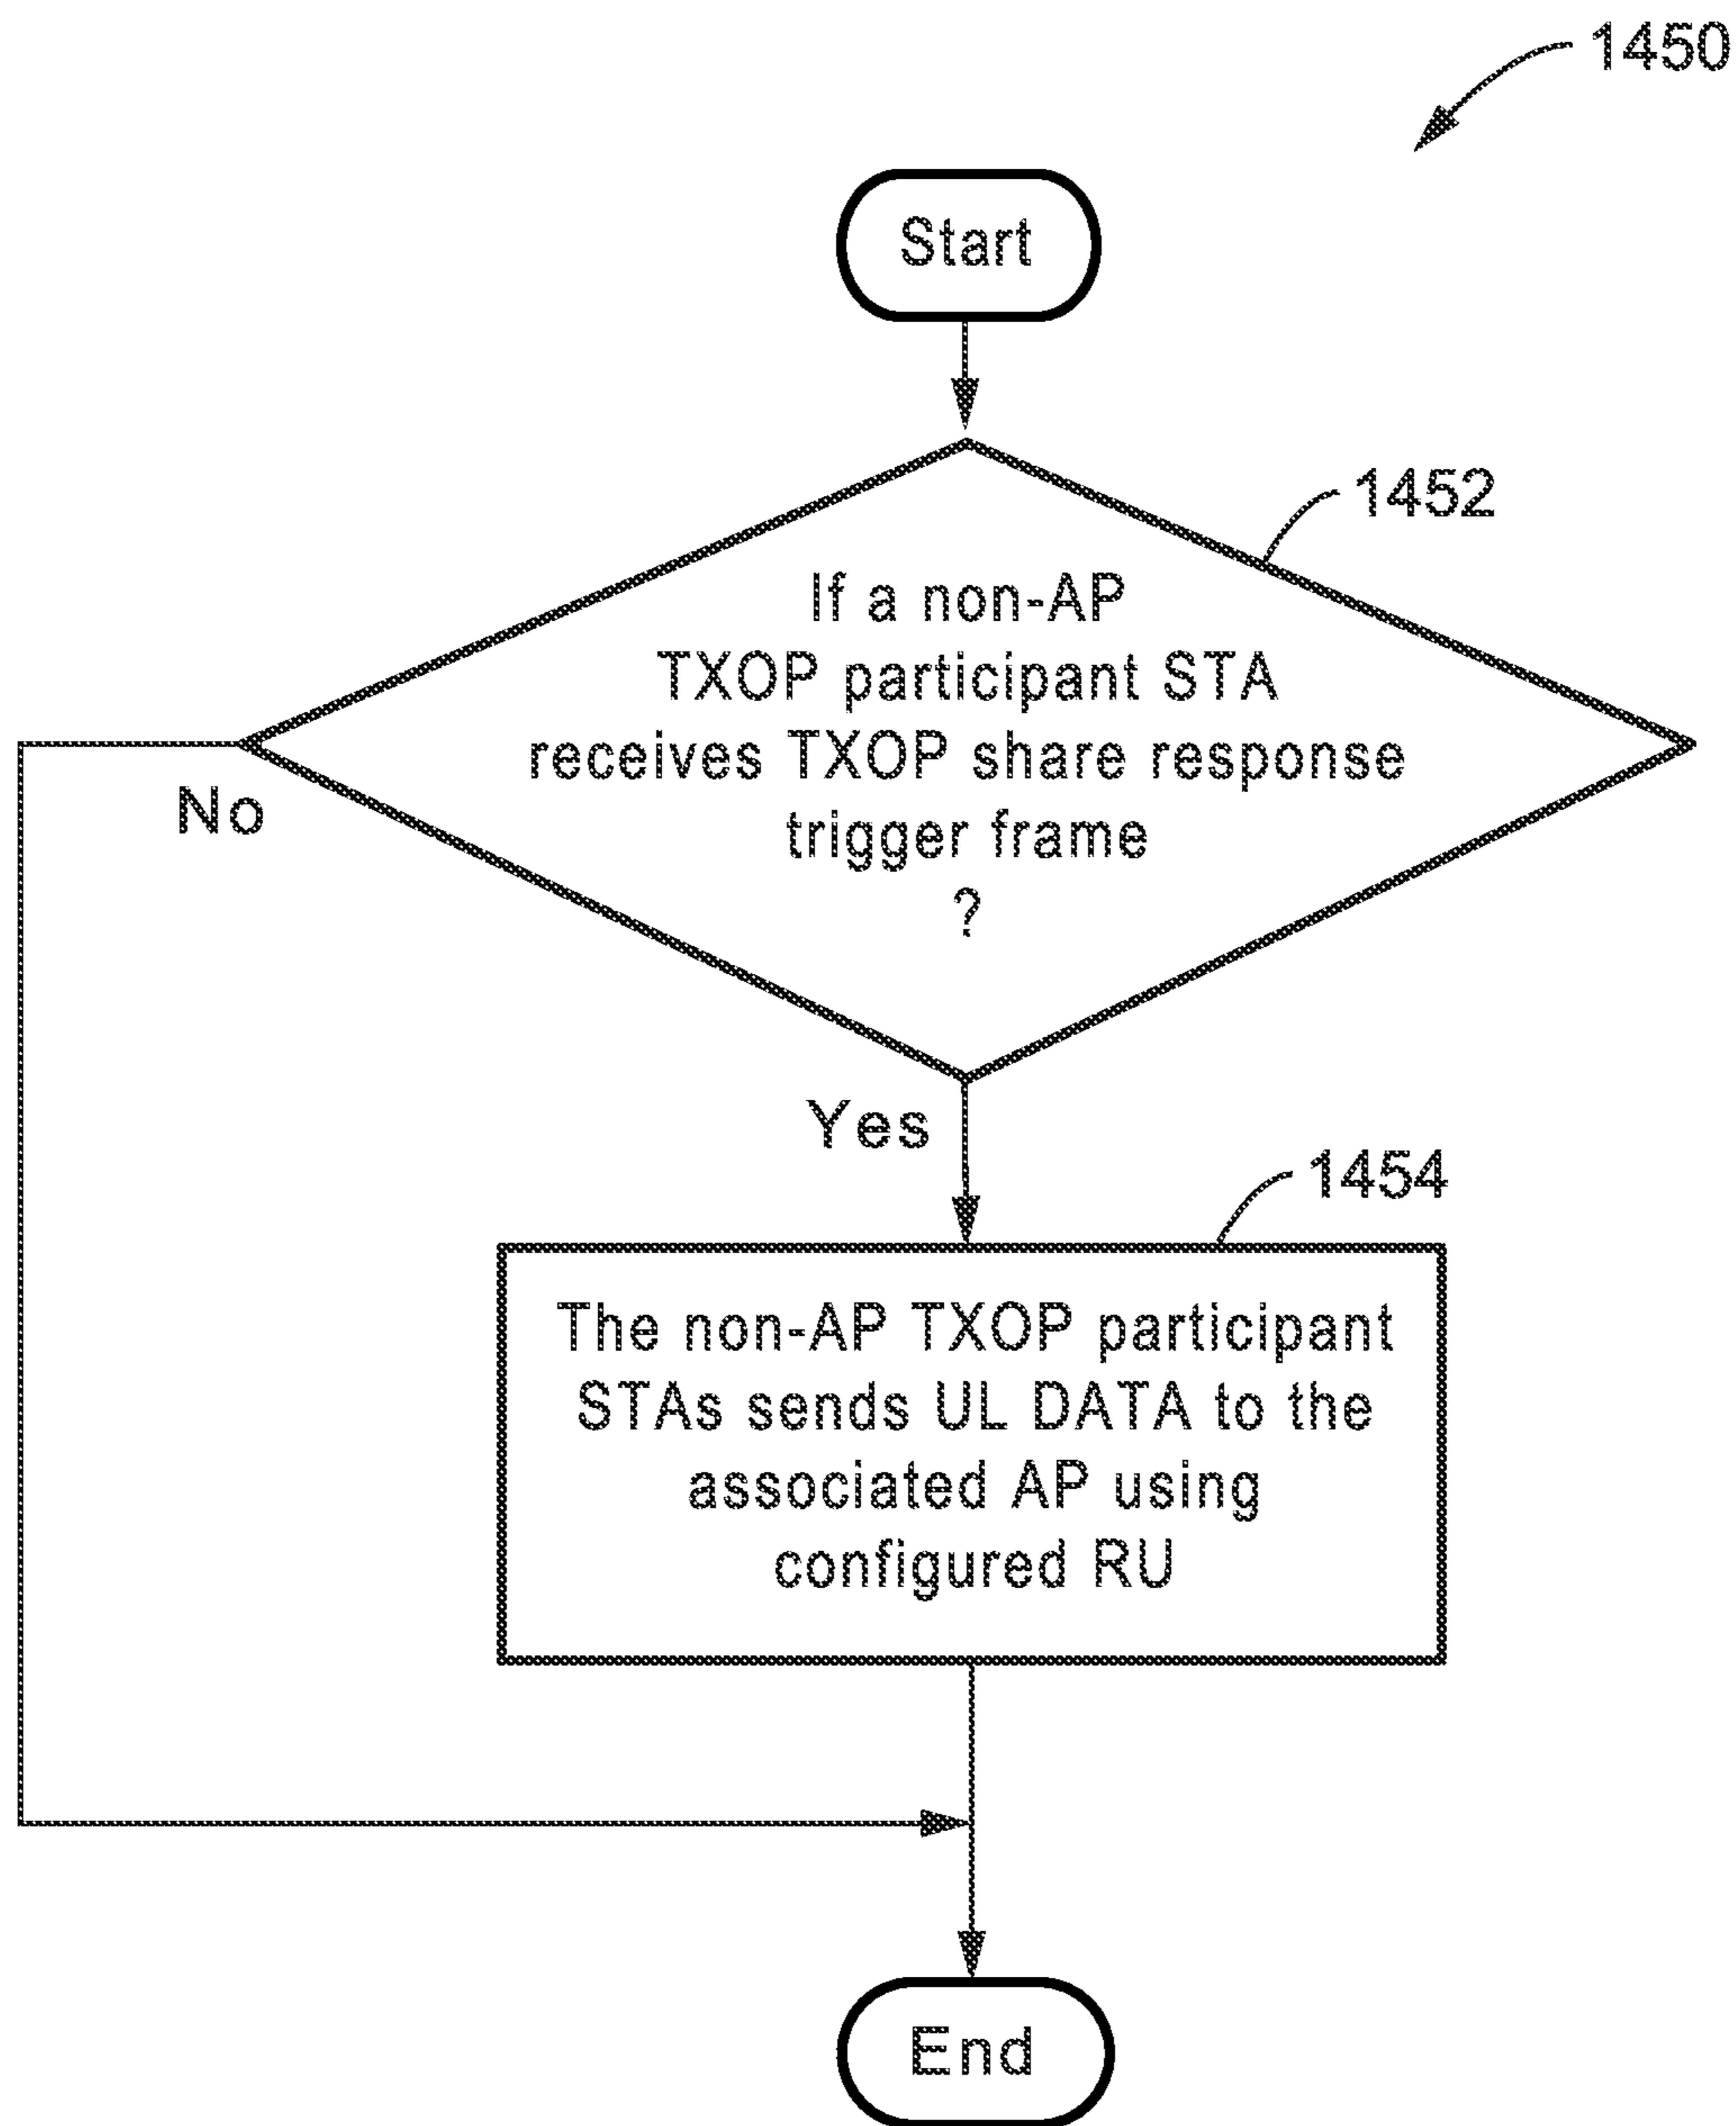 1450
Start
1452
If a non-AP
TXOP participant STA
receives TXOP share response
trigger frame
?
No
Yes
1454
The non-AP TXOP participant
STAs sends UL DATA to the
associated AP using
configured RU
End